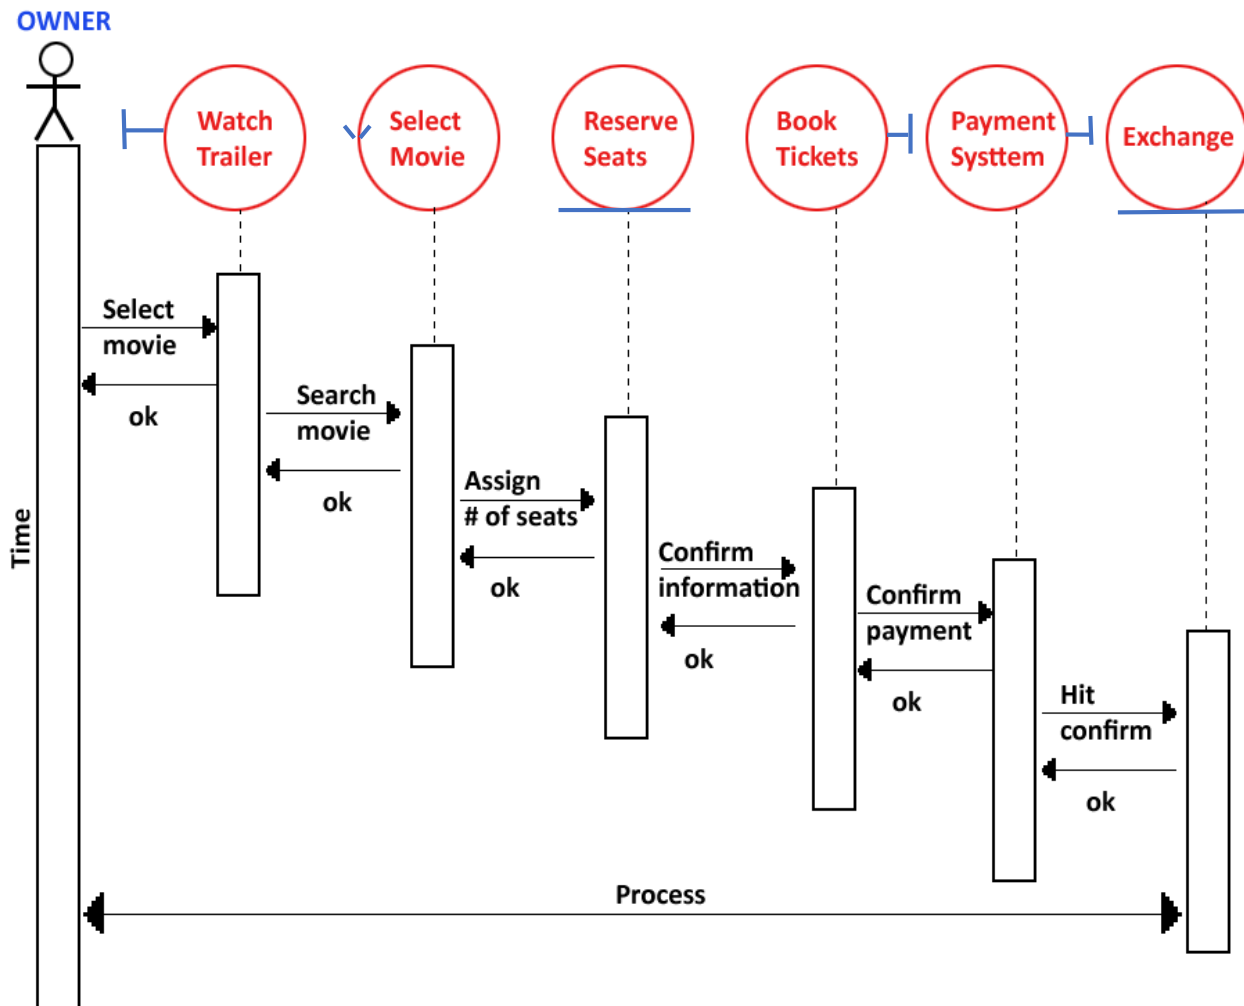 OWNER
Watch
Trailer
Select
Movie
Reserve
Seats
Book
Tickets
Payment
Systtem
Exchange
Select
movie
ok
Search
movie
ok
Assign
# of seats
ok
Confirm
information
ok
Confirm
payment
ok
Hit
confirm
ok
Time
Process